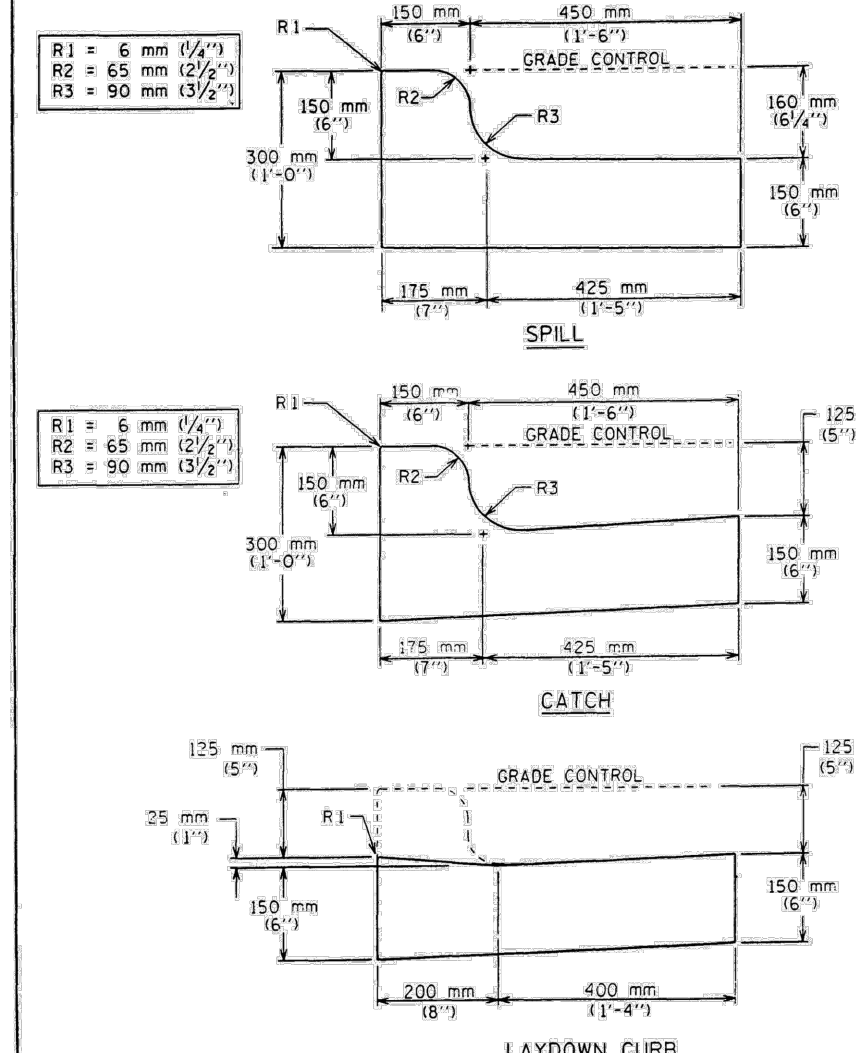 R1 = 6 mm (1/4'')
R2 = 65 mm (2 1/2'')
R3 = 90 mm (3 1/2'')
R1
150 mm
(6'')
450 mm
(1'-6'')
GRADE CONTROL
R2
R3
150 mm
(6'')
300 mm
(1'-0'')
160 mm
(6 1/4'')
150 mm
(6'')
175 mm
(7'')
425 mm
(1'-5'')
SPILL
R1 = 6 mm (1/4'')
R2 = 65 mm (2 1/2'')
R3 = 90 mm (3 1/2'')
R1
150 mm
(6'')
450 mm
(1'-6'')
125
(5'')
GRADE CONTROL
R2
R3
150 mm
(6'')
300 mm
(1'-0'')
150 mm
(6'')
175 mm
(7'')
425 mm
(1'-5'')
CATCH
125 mm
(5'')
GRADE CONTROL
125
(5'')
25 mm
(1'')
R1
150 mm
(6'')
150 mm
(6'')
200 mm
(8'')
400 mm
(1'-4'')
LAYDOWN CURB